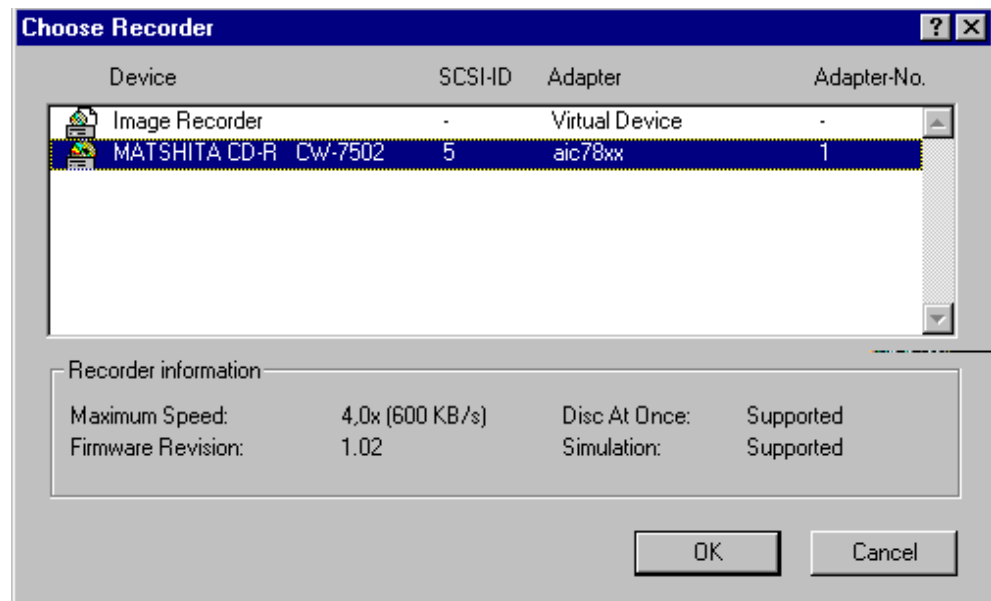 Choose Recorder ? ×
Device SCSI-ID Adapter Adapter-No.
Image Recorder - Virtual Device -
MATSHITA CD-R CW-7502 5 aic78xx 1
Recorder information
Maximum Speed: 4,0x (600 KB/s) Disc At Once: Supported
Firmware Revision: 1.02 Simulation: Supported
OK Cancel